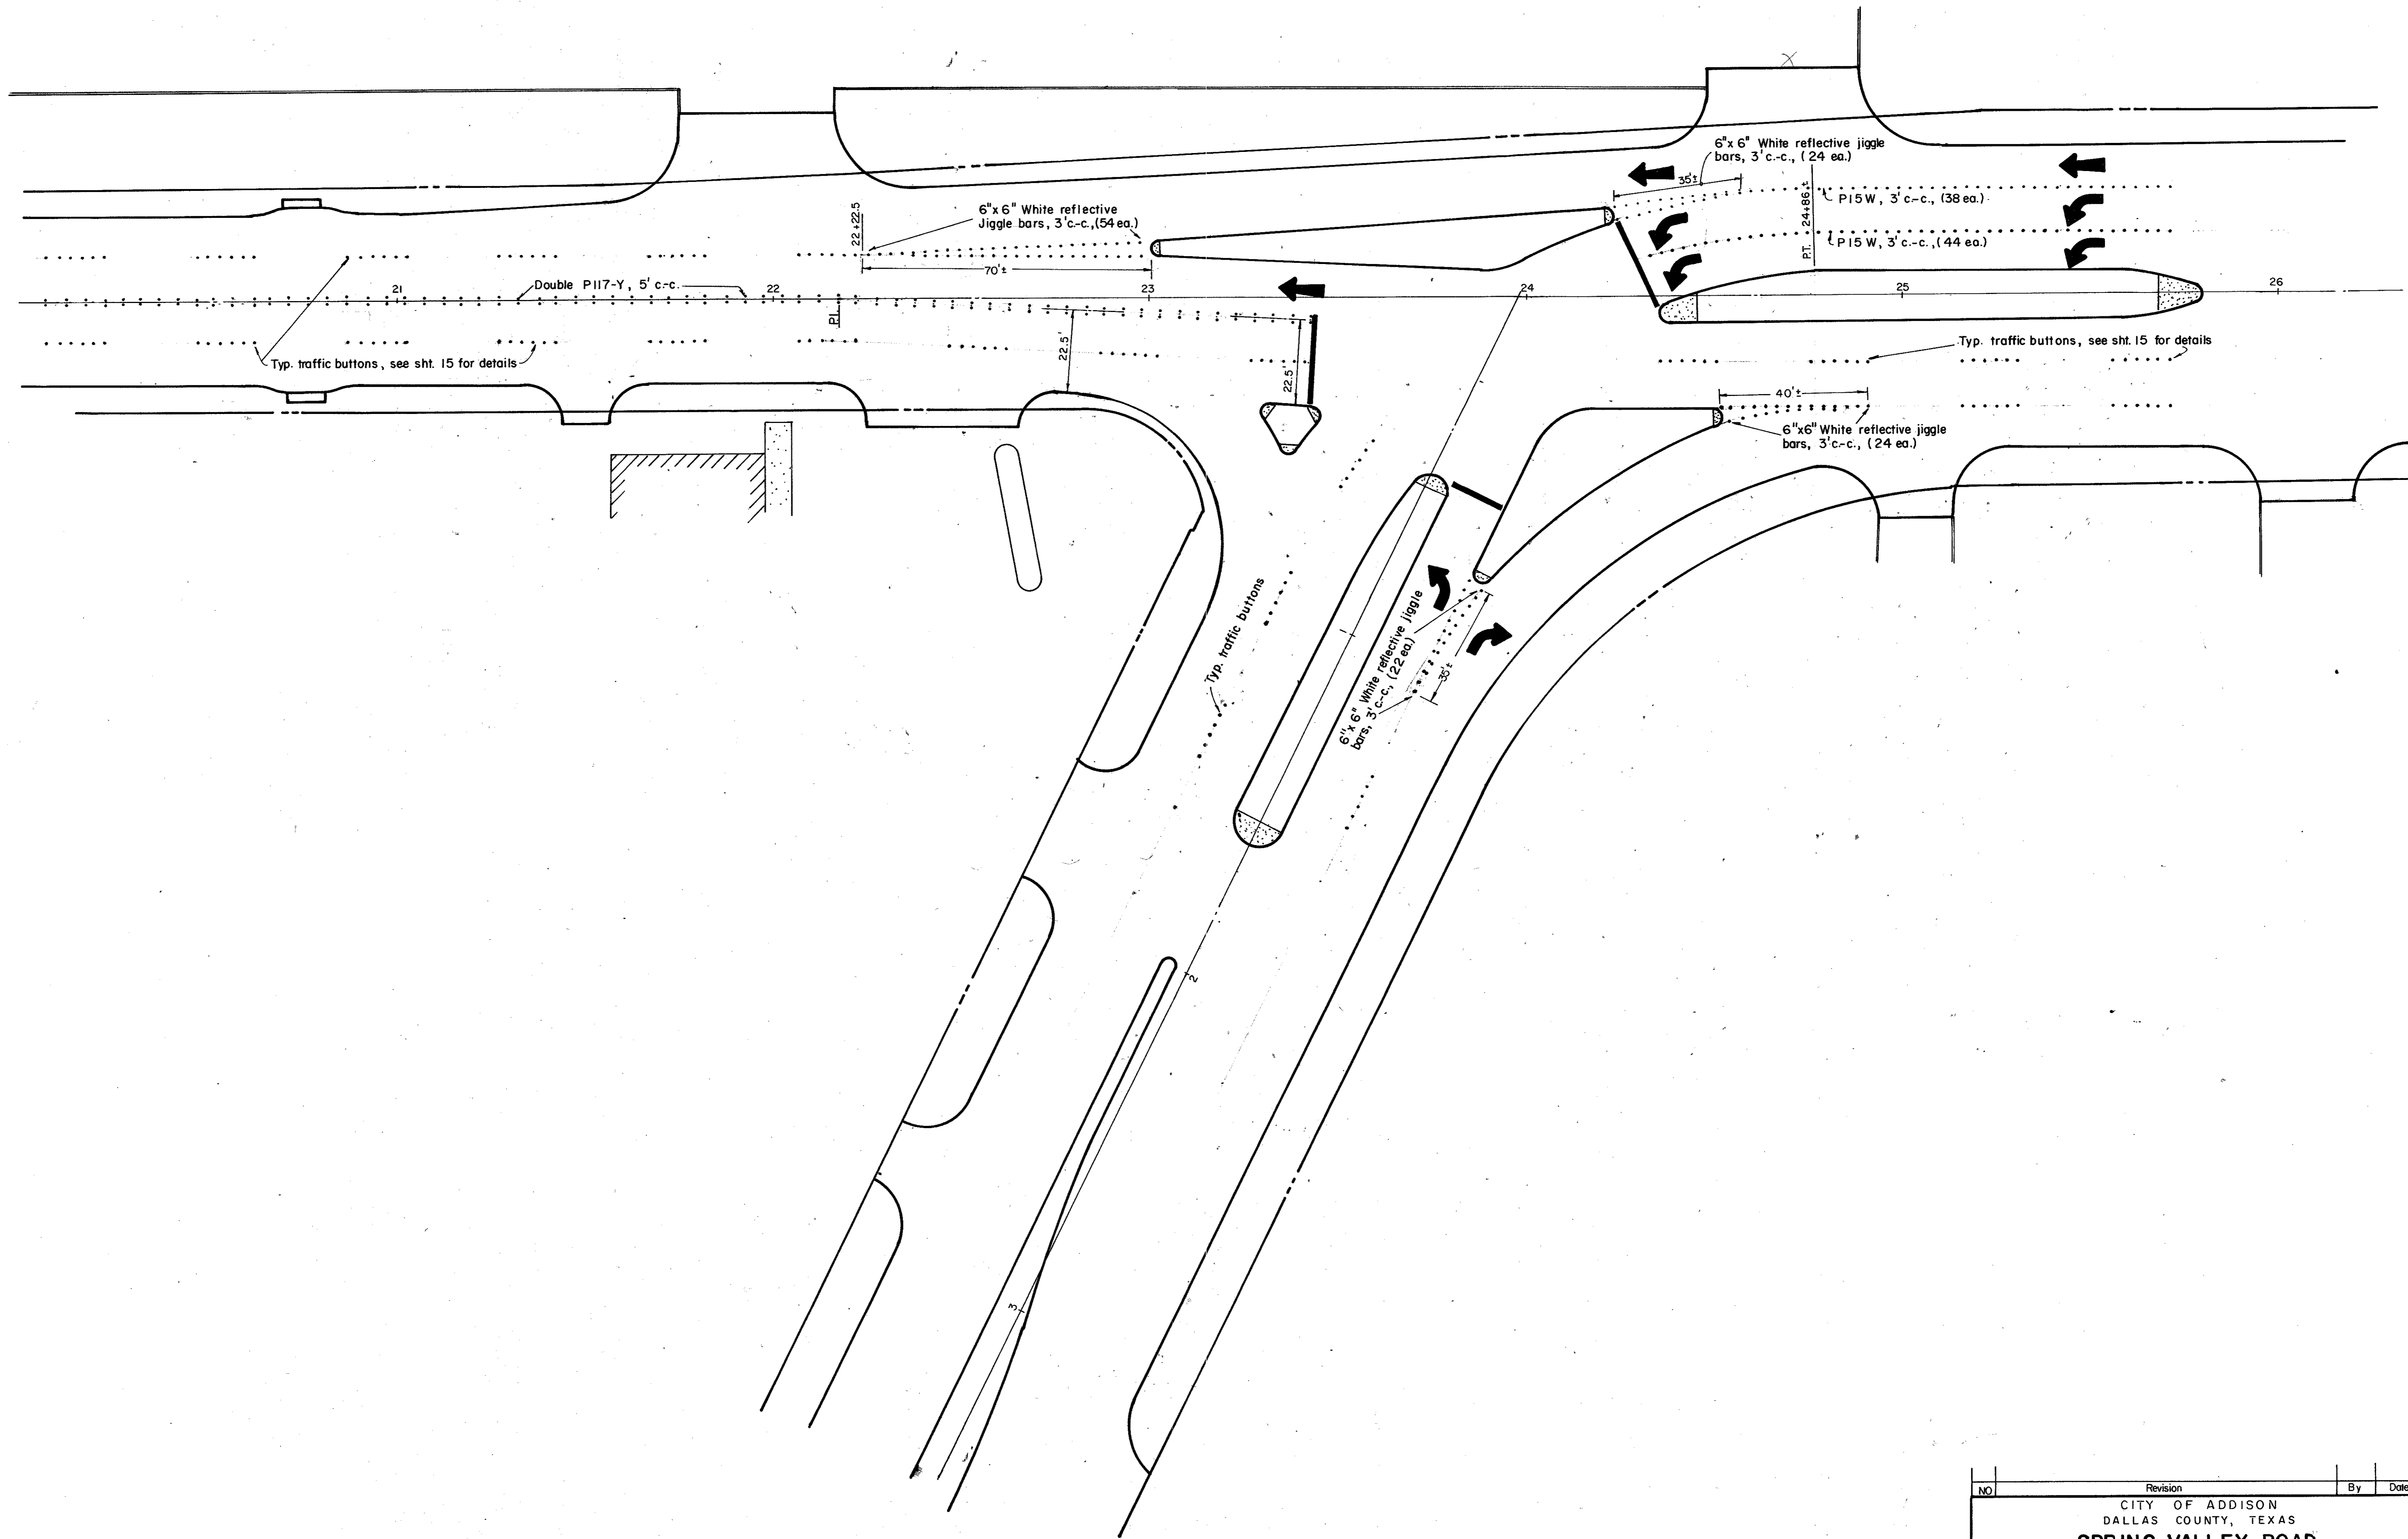 6"x 6" White reflective jiggle
bars, 3' c.-c., (24 ea.)
35'±
P15W, 3' c.-c., (38 ea.)
P.T. 24+86.±
P15 W, 3' c.-c., (44 ea.)
22+22.5
6"x 6" White reflective
Jiggle bars, 3'c.-c.,(54 ea.)
70'±
Double P117-Y, 5' c.-c.
21
22
23
24
25
26
P.I.
22.5'
22.5'
Typ. traffic buttons, see sht. 15 for details
Typ. traffic buttons, see sht. 15 for details
40'±
6"x6" White reflective jiggle
bars, 3'c.-c., (24 ea.)
Typ. traffic buttons
1
6"x 6" White reflective jiggle
bars, 3' c.-c., (22 ea.)
35'±
2
3
NO Revision By Date
CITY OF ADDISON
DALLAS COUNTY, TEXAS
SPRING VALLEY ROAD